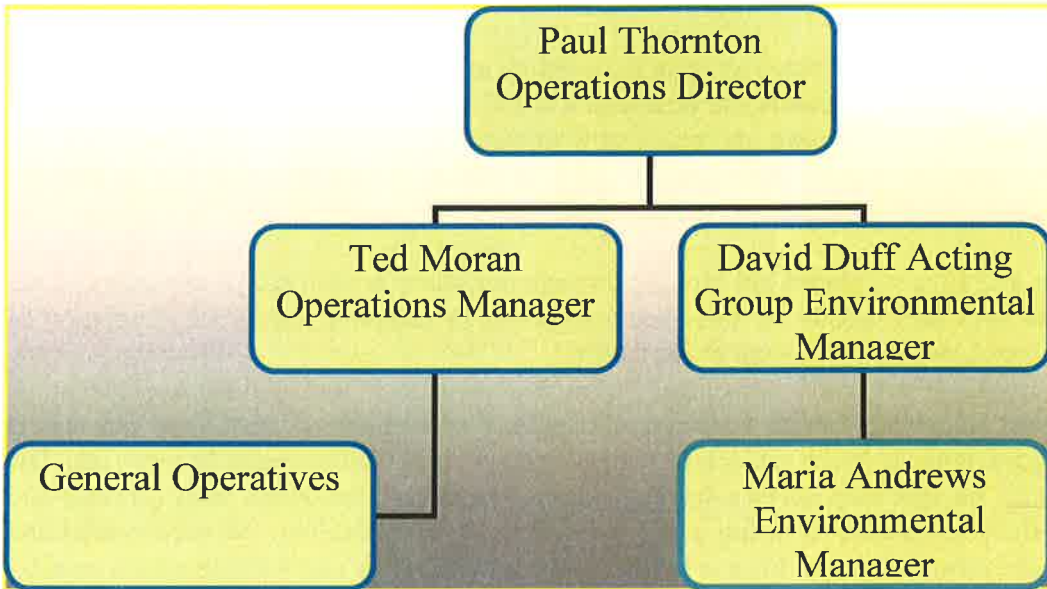 Paul Thornton
Operations Director
Ted Moran
Operations Manager
David Duff Acting
Group Environmental
Manager
General Operatives
Maria Andrews
Environmental
Manager